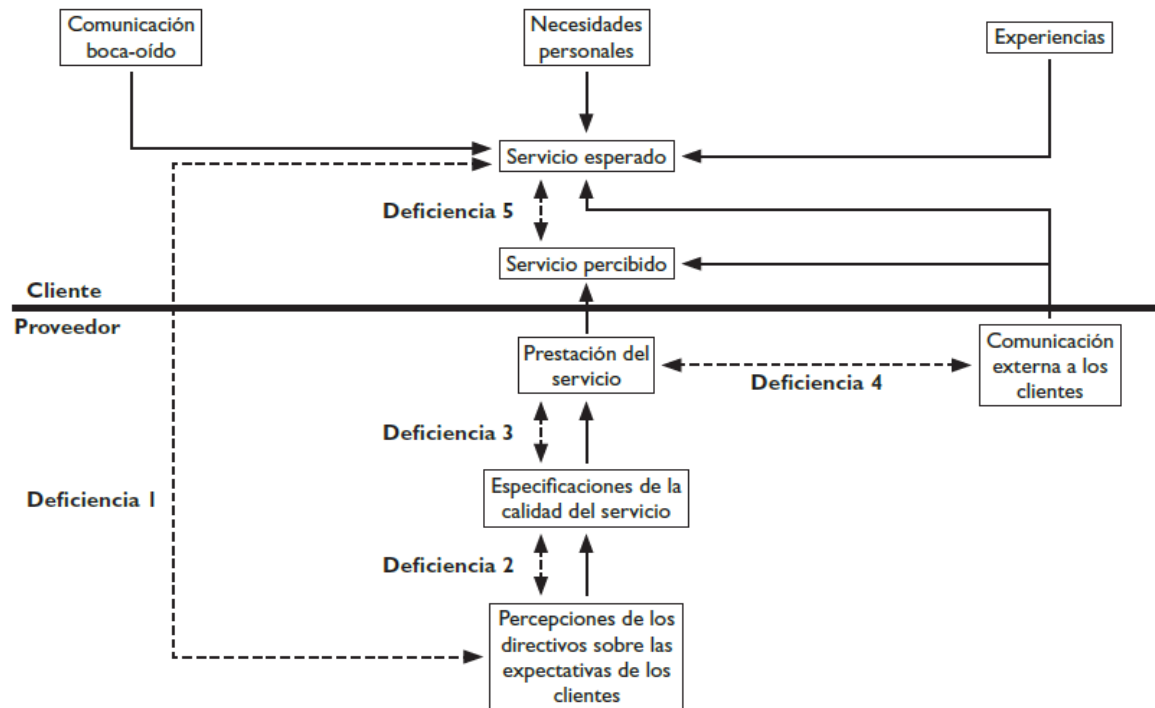 Comunicación
boca-oído
Necesidades
personales
Experiencias
Servicio esperado
Deficiencia 5
Servicio percibido
Cliente
Proveedor
Prestación del
servicio
Comunicación
externa a los
clientes
Deficiencia 4
Deficiencia 3
Especificaciones de la
calidad del servicio
Deficiencia 1
Deficiencia 2
Percepciones de los
directivos sobre las
expectativas de los
clientes